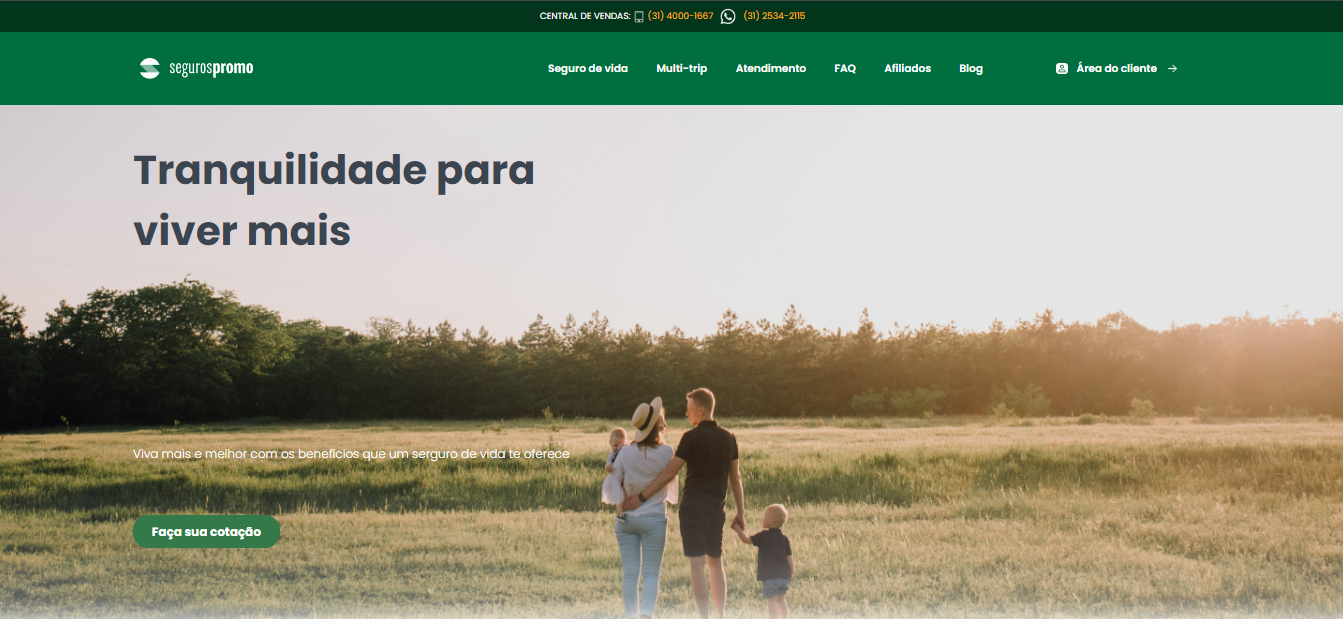 CENTRAL DE VENDAS: (31) 4000-1667 (31) 2534-2115
segurospromo Seguro de vida Multi-trip Atendimento FAQ Afiliados Blog Área do cliente →
Tranquilidade para
viver mais
Viva mais e melhor com os benefícios que um serguro de vida te oferece
Faça sua cotação